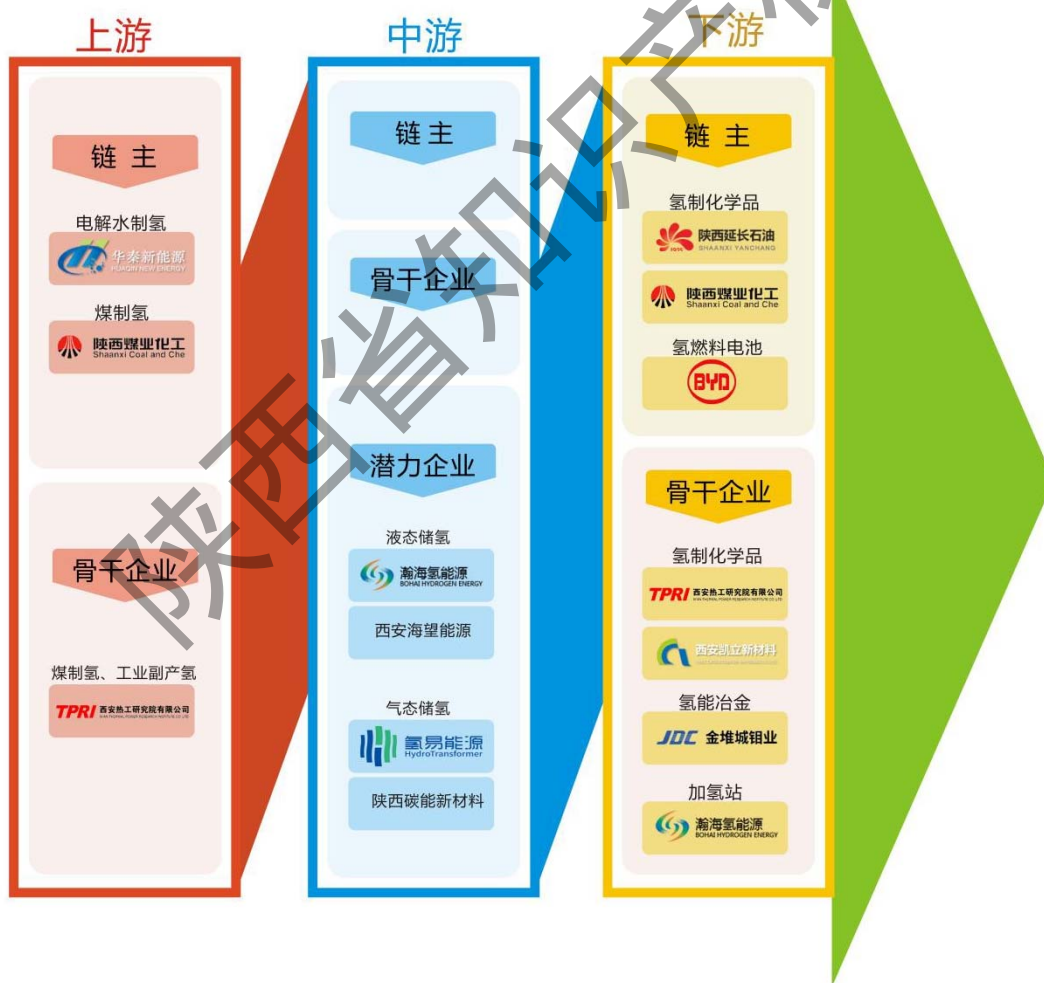 上游
链 主
电解水制氢
华秦新能源
HUAQIN NEW ENERGY
煤制氢
陕西煤业化工
Shaanxi Coal and Che
骨干企业
煤制氢、工业副产氢
TPRI 西安热工研究院有限公司
中游
链主
骨干企业
潜力企业
液态储氢
瀚海氢能源
BOHAI HYDROGEN ENERGY
西安海望能源
气态储氢
氢易能源
HydroTransformer
陕西碳能新材料
下游
链 主
氢制化学品
陕西延长石油
SHAANXI YANCHANG
陕西煤业化工
Shaanxi Coal and Che
氢燃料电池
BYD
骨干企业
氢制化学品
TPRI 西安热工研究院有限公司
西安凯立新材料
氢能冶金
JDC 金堆城钼业
加氢站
瀚海氢能源
BOHAI HYDROGEN ENERGY
陕西省知识产权